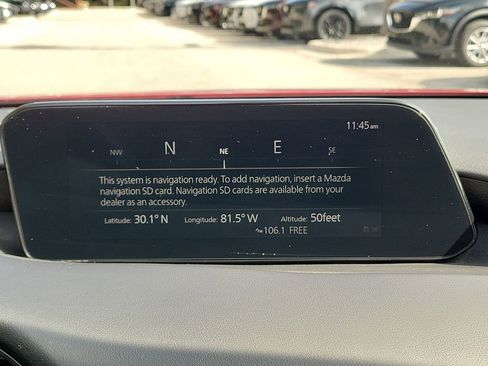 11:45am
NW N NE E SE
This system is navigation ready. To add navigation, insert a Mazda
navigation SD card. Navigation SD cards are available from your
dealer as an accessory.
Latitude: 30.1° N Longitude: 81.5° W Altitude: 50feet
106.1 FREE